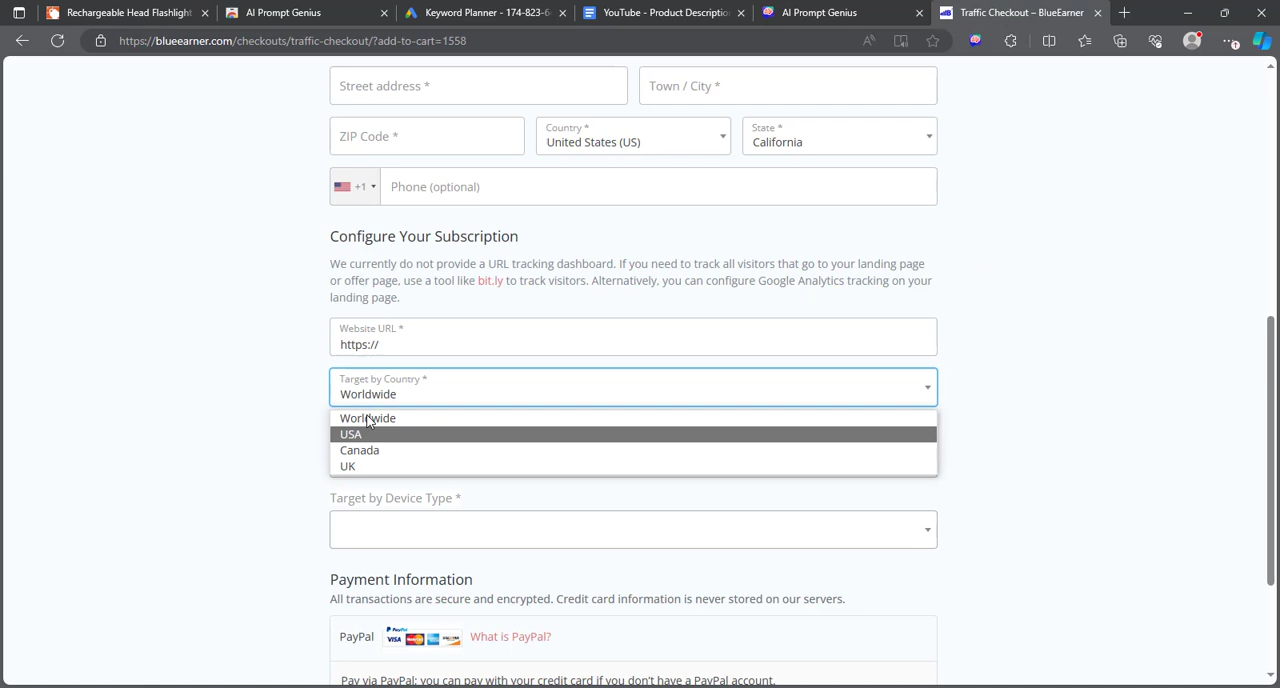 Rechargeable Head Flashlight
AI Prompt Genius
Keyword Planner - 174-823-6
YouTube - Product Descriptio
AI Prompt Genius
Traffic Checkout – BlueEarner
https://blueearner.com/checkouts/traffic-checkout/?add-to-cart=1558
Street address *
Town / City *
ZIP Code *
Country *
United States (US)
State *
California
+1
Phone (optional)
Configure Your Subscription
We currently do not provide a URL tracking dashboard. If you need to track all visitors that go to your landing page
or offer page, use a tool like bit.ly to track visitors. Alternatively, you can configure Google Analytics tracking on your
landing page.
Website URL *
https://
Target by Country *
Worldwide
Worldwide
USA
Canada
UK
Target by Device Type *
Payment Information
All transactions are secure and encrypted. Credit card information is never stored on our servers.
PayPal
PayPal
VISA
What is PayPal?
Pay via PayPal; you can pay with your credit card if you don't have a PayPal account.